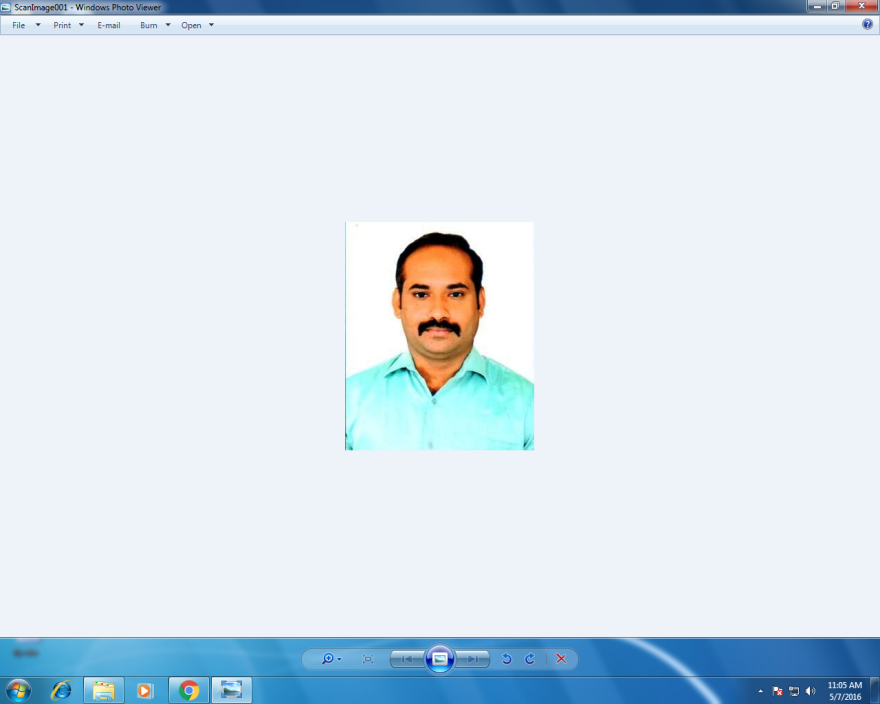 ScanImage001 - Windows Photo Viewer
File Print E-mail Burn Open
11:05 AM
5/7/2016